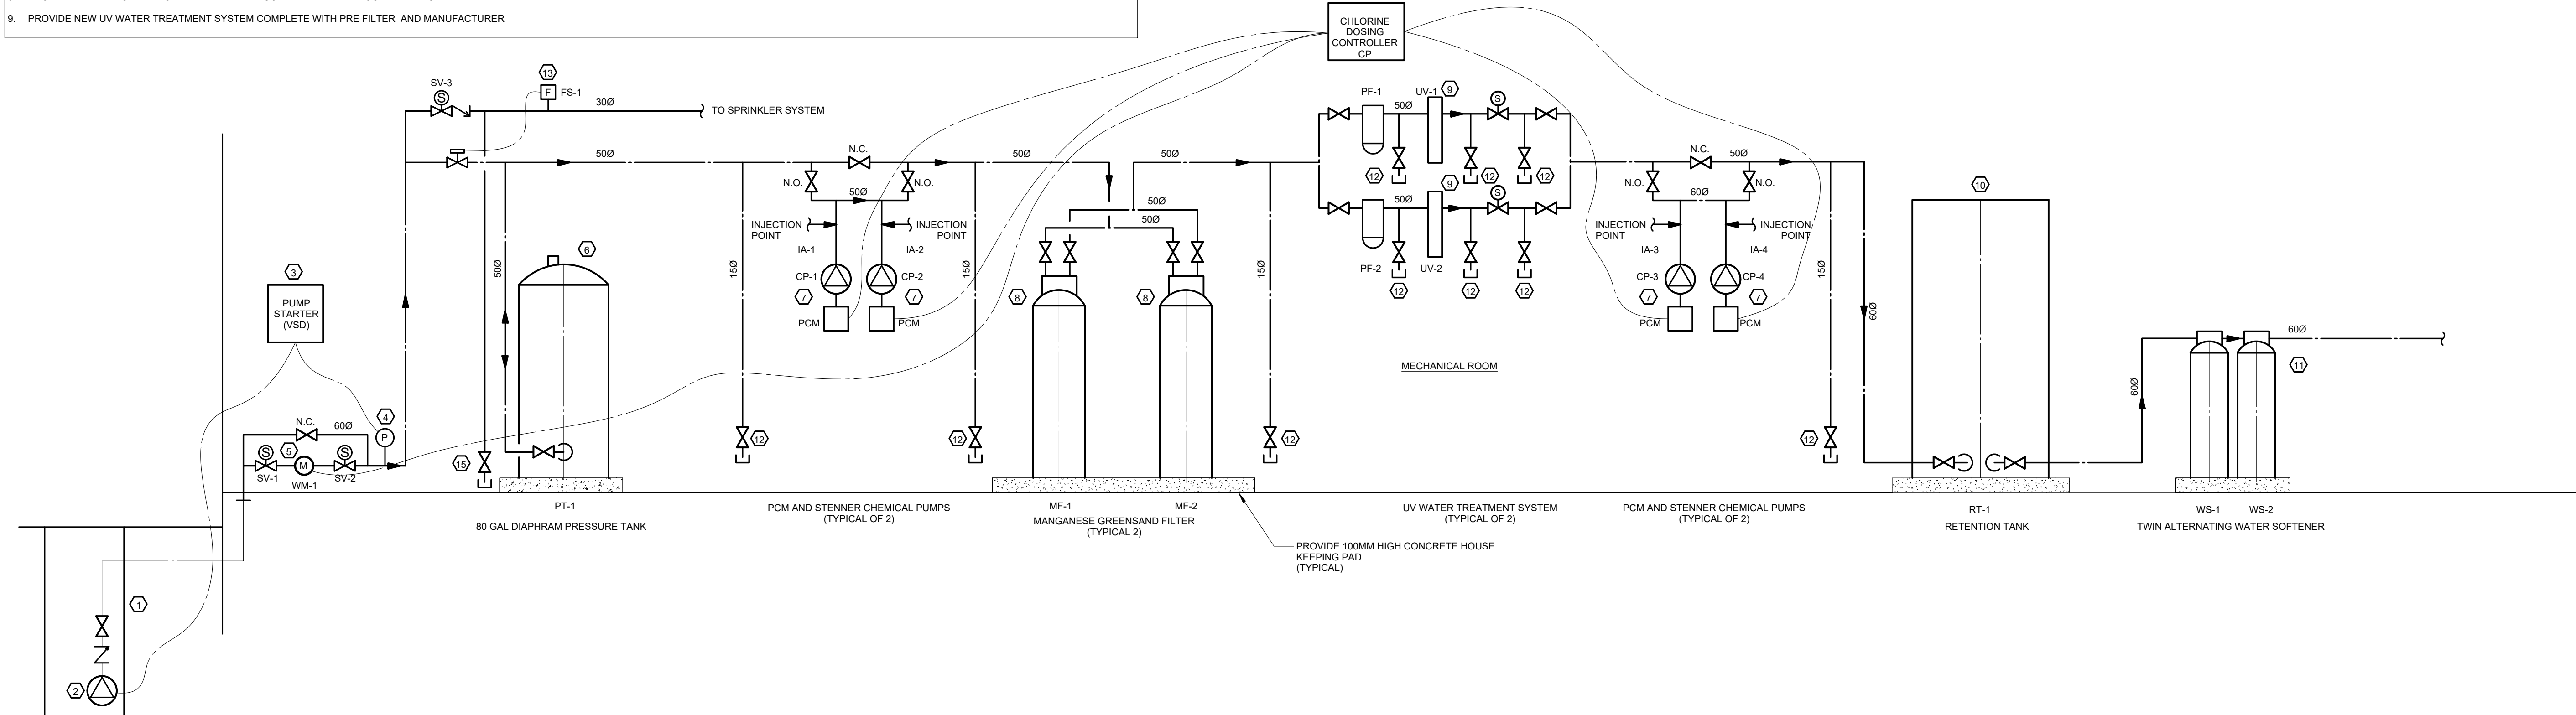 9. PROVIDE NEW UV WATER TREATMENT SYSTEM COMPLETE WITH PRE FILTER AND MANUFACTURER
CHLORINE
DOSING
CONTROLLER
CP
SV-3
S
13
F
FS-1
30Ø
TO SPRINKLER SYSTEM
50Ø
N.C.
50Ø
N.O.
N.O.
50Ø
INJECTION
POINT
INJECTION
POINT
IA-1
IA-2
CP-1
CP-2
7
7
PCM
PCM
50Ø
50Ø
50Ø
PF-1
50Ø
UV-1
9
S
12
12
12
9
S
50Ø
PF-2
UV-2
12
12
12
N.C.
50Ø
N.O.
N.O.
60Ø
INJECTION
POINT
INJECTION
POINT
IA-3
IA-4
CP-3
CP-4
7
7
PCM
PCM
10
3
PUMP
STARTER
(VSD)
6
50Ø
15Ø
15Ø
8
8
15Ø
15Ø
60Ø
MECHANICAL ROOM
60Ø
60Ø
11
N.C.
60Ø
4
P
S
5
M
S
SV-1
WM-1
SV-2
15
12
12
12
12
PT-1
80 GAL DIAPHRAM PRESSURE TANK
PCM AND STENNER CHEMICAL PUMPS
(TYPICAL OF 2)
MF-1
MF-2
MANGANESE GREENSAND FILTER
(TYPICAL 2)
UV WATER TREATMENT SYSTEM
(TYPICAL OF 2)
PCM AND STENNER CHEMICAL PUMPS
(TYPICAL OF 2)
RT-1
RETENTION TANK
WS-1
WS-2
TWIN ALTERNATING WATER SOFTENER
PROVIDE 100MM HIGH CONCRETE HOUSE
KEEPING PAD
(TYPICAL)
1
2